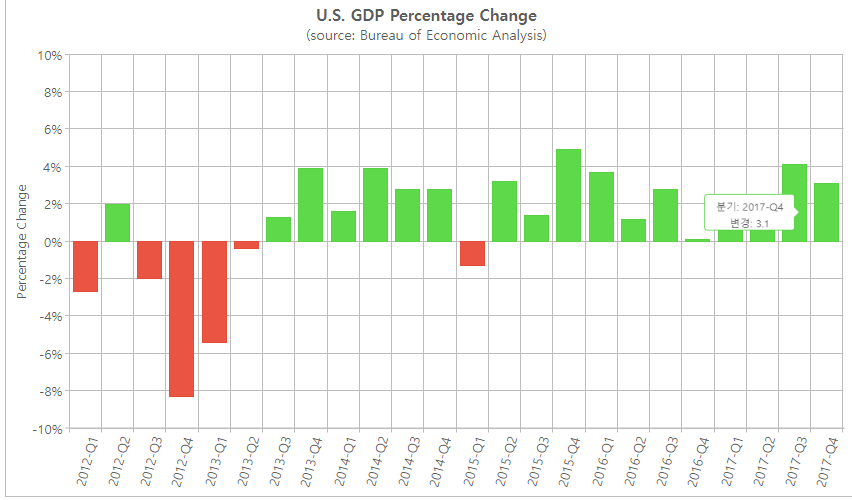 U.S. GDP Percentage Change
(source: Bureau of Economic Analysis)
Percentage Change
10%
8%
6%
4%
2%
0%
-2%
-4%
-6%
-8%
-10%
분기: 2017-Q4
변경: 3.1
2012-Q1
2012-Q2
2012-Q3
2012-Q4
2013-Q1
2013-Q2
2013-Q3
2013-Q4
2014-Q1
2014-Q2
2014-Q3
2014-Q4
2015-Q1
2015-Q2
2015-Q3
2015-Q4
2016-Q1
2016-Q2
2016-Q3
2016-Q4
2017-Q1
2017-Q2
2017-Q3
2017-Q4